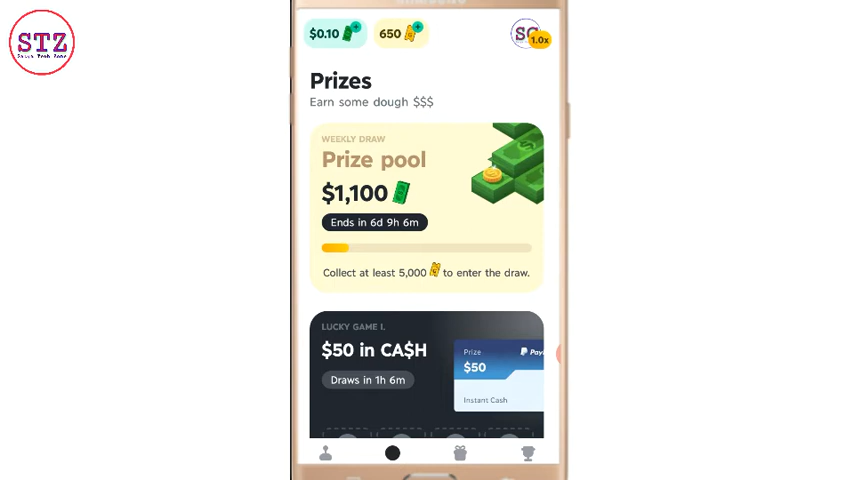 STZ
$0.10
650
SG
1.0x
Prizes
Earn some dough $$$
WEEKLY DRAW
Prize pool
$1,100
Ends in 6d 9h 6m
Collect at least 5,000 to enter the draw.
LUCKY GAME I.
$50 in CA$H
Draws in 1h 6m
Prize
$50
Instant Cash